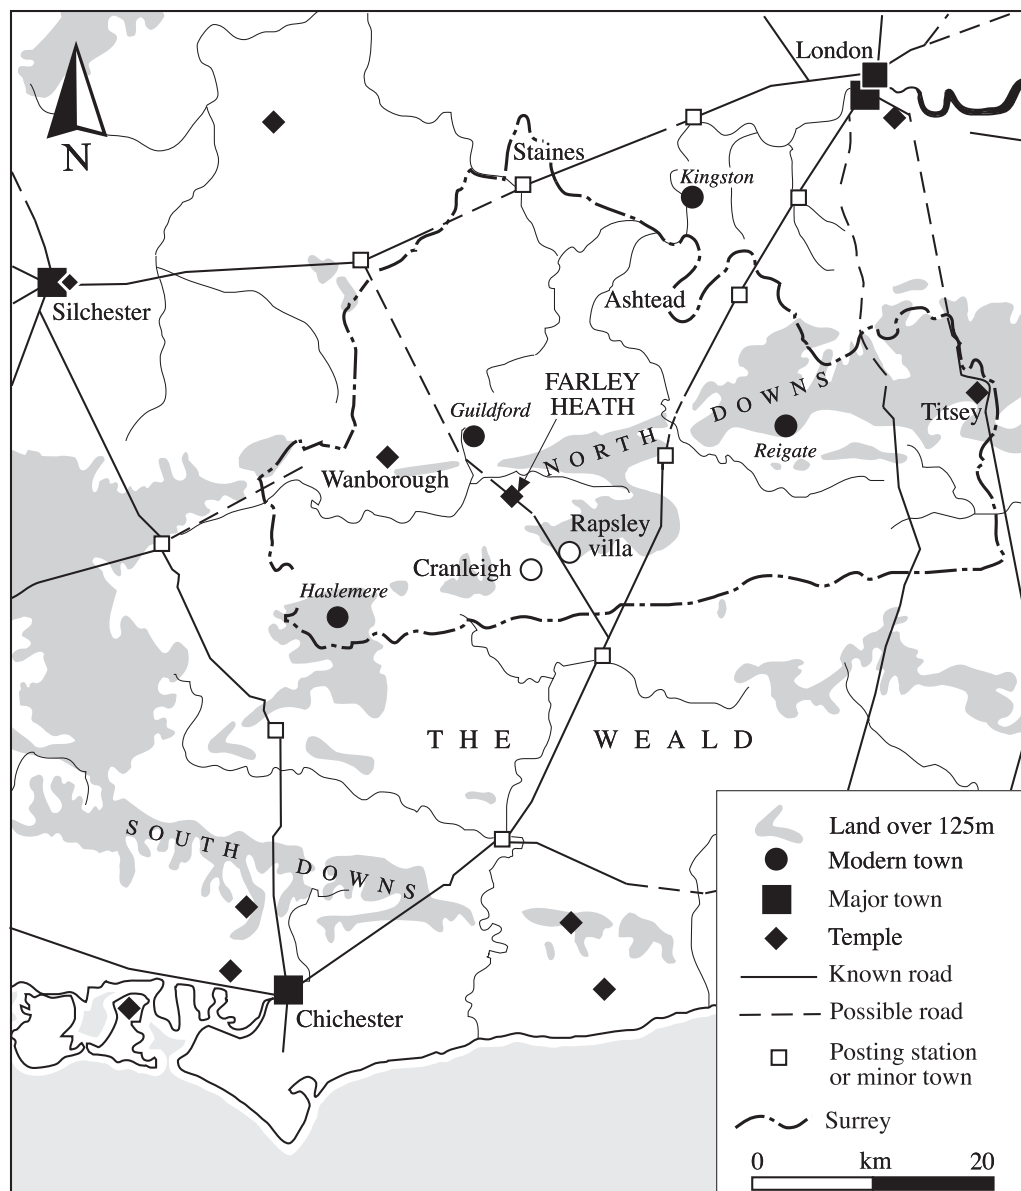 London
N
Staines
Kingston
Silchester
Ashtead
FARLEY
HEATH
Guildford
NORTH DOWNS
Titsey
Reigate
Wanborough
Rapsley
villa
Cranleigh
Haslemere
THE WEALD
SOUTH DOWNS
Chichester
Land over 125m
Modern town
Major town
Temple
Known road
Possible road
Posting station
or minor town
Surrey
0 km 20